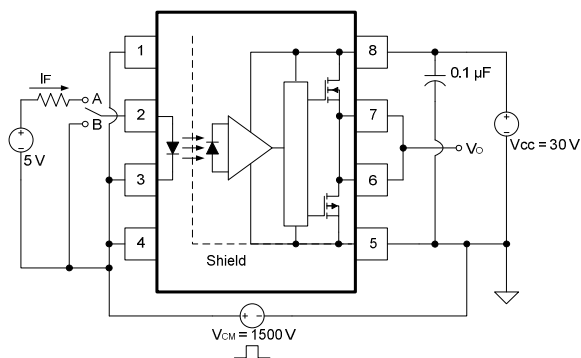 1
8
IF
A
B
2
7
0.1 µF
5 V
VO
VCC = 30 V
3
6
4
5
Shield
VCM = 1500 V